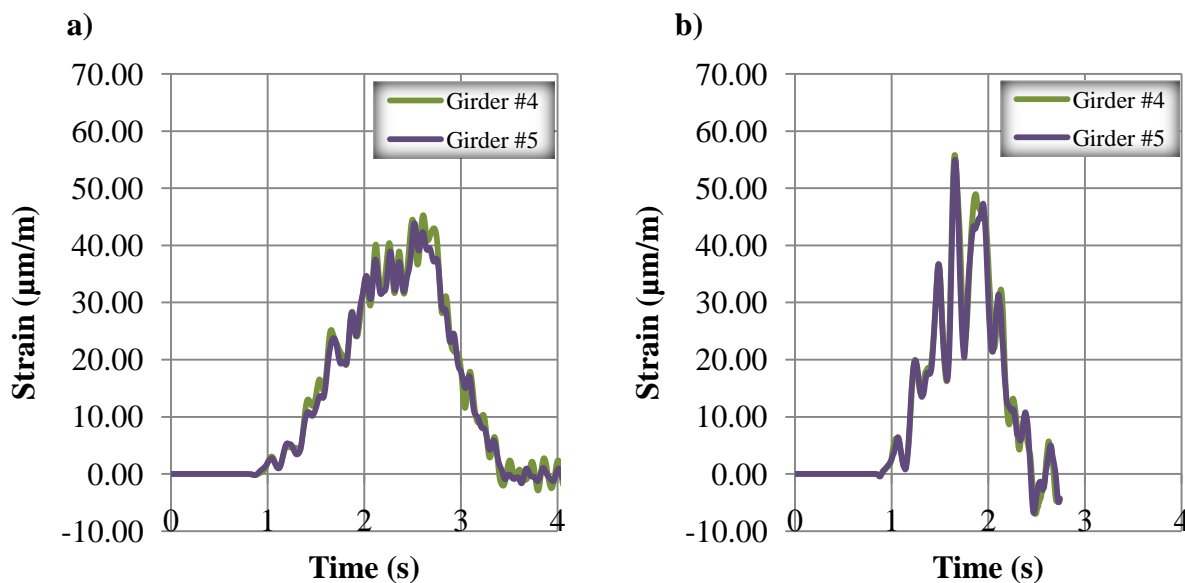 a)
70.00
60.00
50.00
40.00
30.00
20.00
10.00
0.00
-10.00
Strain (μm/m)
0 1 2 3 4
Time (s)
Girder #4
Girder #5
b)
70.00
60.00
50.00
40.00
30.00
20.00
10.00
0.00
-10.00
Strain (μm/m)
0 1 2 3 4
Time (s)
Girder #4
Girder #5